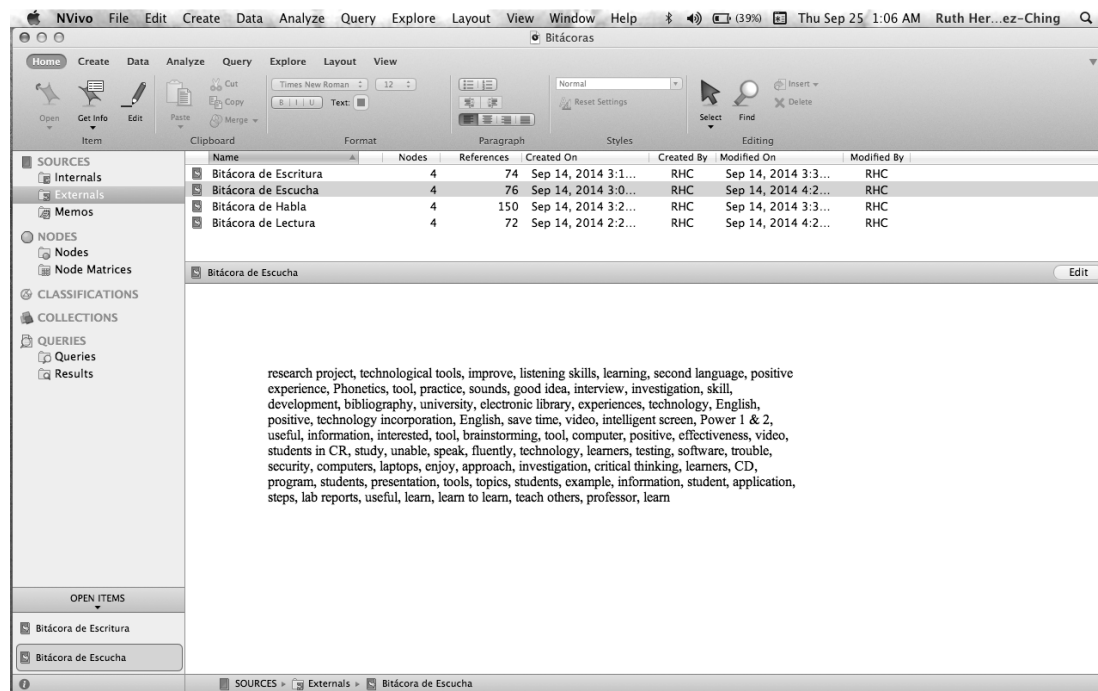 NVivo File Edit Create Data Analyze Query Explore Layout View Window Help (39%) Thu Sep 25 1:06 AM Ruth Her...ez-Ching
Bitácoras
Home Create Data Analyze Query Explore Layout View
Open Get Info Edit Paste Cut Copy Merge Times New Roman 12 B I U Text: Normal Reset Settings Select Find Insert Delete
Item Clipboard Format Paragraph Styles Editing
SOURCES
Internals
Externals
Memos
NODES
Nodes
Node Matrices
CLASSIFICATIONS
COLLECTIONS
QUERIES
Queries
Results
Name Nodes References Created On Created By Modified On Modified By
Bitácora de Escritura 4 74 Sep 14, 2014 3:1... RHC Sep 14, 2014 3:3... RHC
Bitácora de Escucha 4 76 Sep 14, 2014 3:0... RHC Sep 14, 2014 4:2... RHC
Bitácora de Habla 4 150 Sep 14, 2014 3:2... RHC Sep 14, 2014 3:3... RHC
Bitácora de Lectura 4 72 Sep 14, 2014 2:2... RHC Sep 14, 2014 4:2... RHC
Bitácora de Escucha Edit
research project, technological tools, improve, listening skills, learning, second language, positive
experience, Phonetics, tool, practice, sounds, good idea, interview, investigation, skill,
development, bibliography, university, electronic library, experiences, technology, English,
positive, technology incorporation, English, save time, video, intelligent screen, Power 1 & 2,
useful, information, interested, tool, brainstorming, tool, computer, positive, effectiveness, video,
students in CR, study, unable, speak, fluently, technology, learners, testing, software, trouble,
security, computers, laptops, enjoy, approach, investigation, critical thinking, learners, CD,
program, students, presentation, tools, topics, students, example, information, student, application,
steps, lab reports, useful, learn, learn to learn, teach others, professor, learn
OPEN ITEMS
Bitácora de Escritura
Bitácora de Escucha
SOURCES Externals Bitácora de Escucha